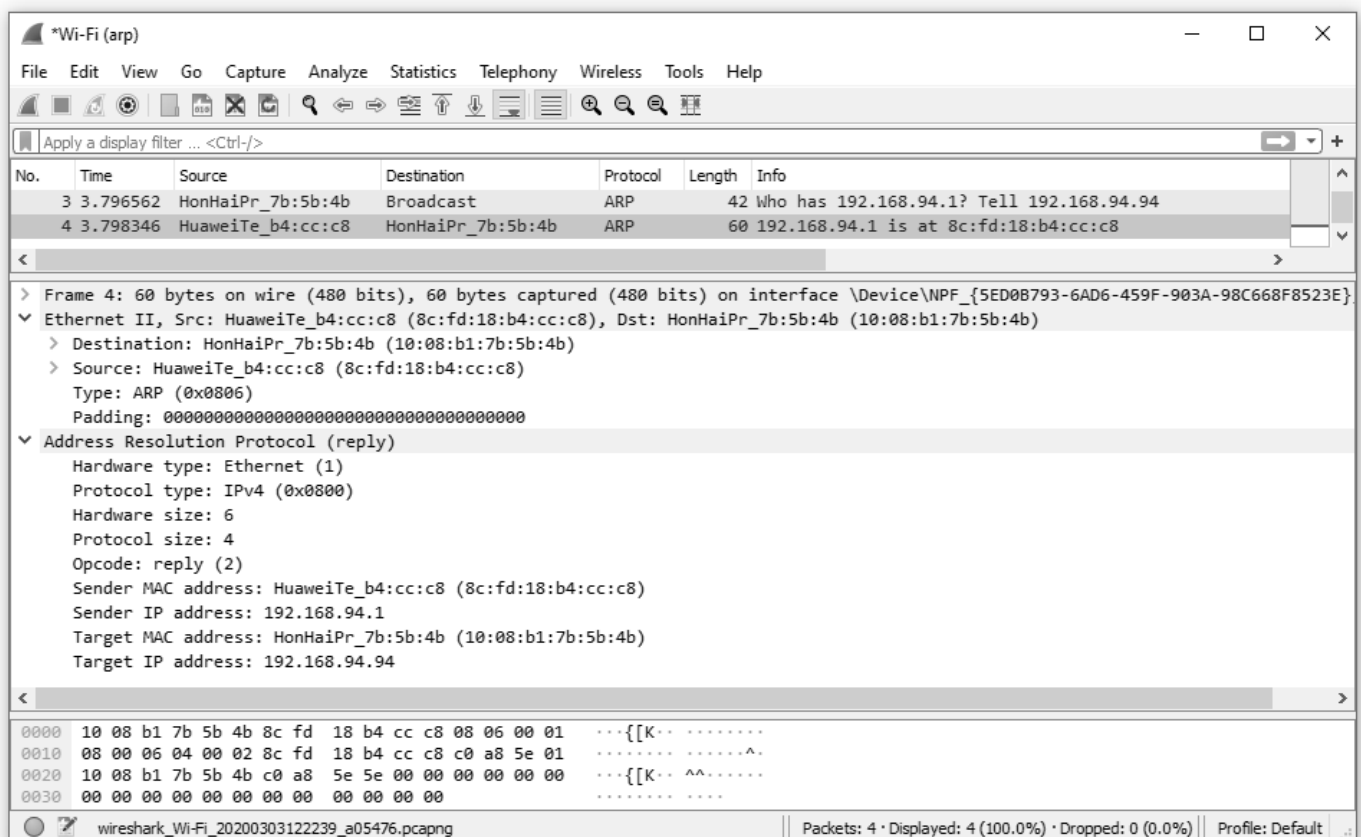 *Wi-Fi (arp)
File Edit View Go Capture Analyze Statistics Telephony Wireless Tools Help
Apply a display filter ... <Ctrl-/>
No. Time Source Destination Protocol Length Info
3 3.796562 HonHaiPr_7b:5b:4b Broadcast ARP 42 Who has 192.168.94.1? Tell 192.168.94.94
4 3.798346 HuaweiTe_b4:cc:c8 HonHaiPr_7b:5b:4b ARP 60 192.168.94.1 is at 8c:fd:18:b4:cc:c8
Frame 4: 60 bytes on wire (480 bits), 60 bytes captured (480 bits) on interface \Device\NPF_{5ED0B793-6AD6-459F-903A-98C668F8523E}
Ethernet II, Src: HuaweiTe_b4:cc:c8 (8c:fd:18:b4:cc:c8), Dst: HonHaiPr_7b:5b:4b (10:08:b1:7b:5b:4b)
Destination: HonHaiPr_7b:5b:4b (10:08:b1:7b:5b:4b)
Source: HuaweiTe_b4:cc:c8 (8c:fd:18:b4:cc:c8)
Type: ARP (0x0806)
Padding: 000000000000000000000000000000000000
Address Resolution Protocol (reply)
Hardware type: Ethernet (1)
Protocol type: IPv4 (0x0800)
Hardware size: 6
Protocol size: 4
Opcode: reply (2)
Sender MAC address: HuaweiTe_b4:cc:c8 (8c:fd:18:b4:cc:c8)
Sender IP address: 192.168.94.1
Target MAC address: HonHaiPr_7b:5b:4b (10:08:b1:7b:5b:4b)
Target IP address: 192.168.94.94
0000 10 08 b1 7b 5b 4b 8c fd 18 b4 cc c8 08 06 00 01 ···{[K·· ········
0010 08 00 06 04 00 02 8c fd 18 b4 cc c8 c0 a8 5e 01 ········ ······^·
0020 10 08 b1 7b 5b 4b c0 a8 5e 5e 00 00 00 00 00 00 ···{[K·· ^^······
0030 00 00 00 00 00 00 00 00 00 00 00 00 ········ ····
wireshark_Wi-Fi_20200303122239_a05476.pcapng Packets: 4 · Displayed: 4 (100.0%) · Dropped: 0 (0.0%) Profile: Default